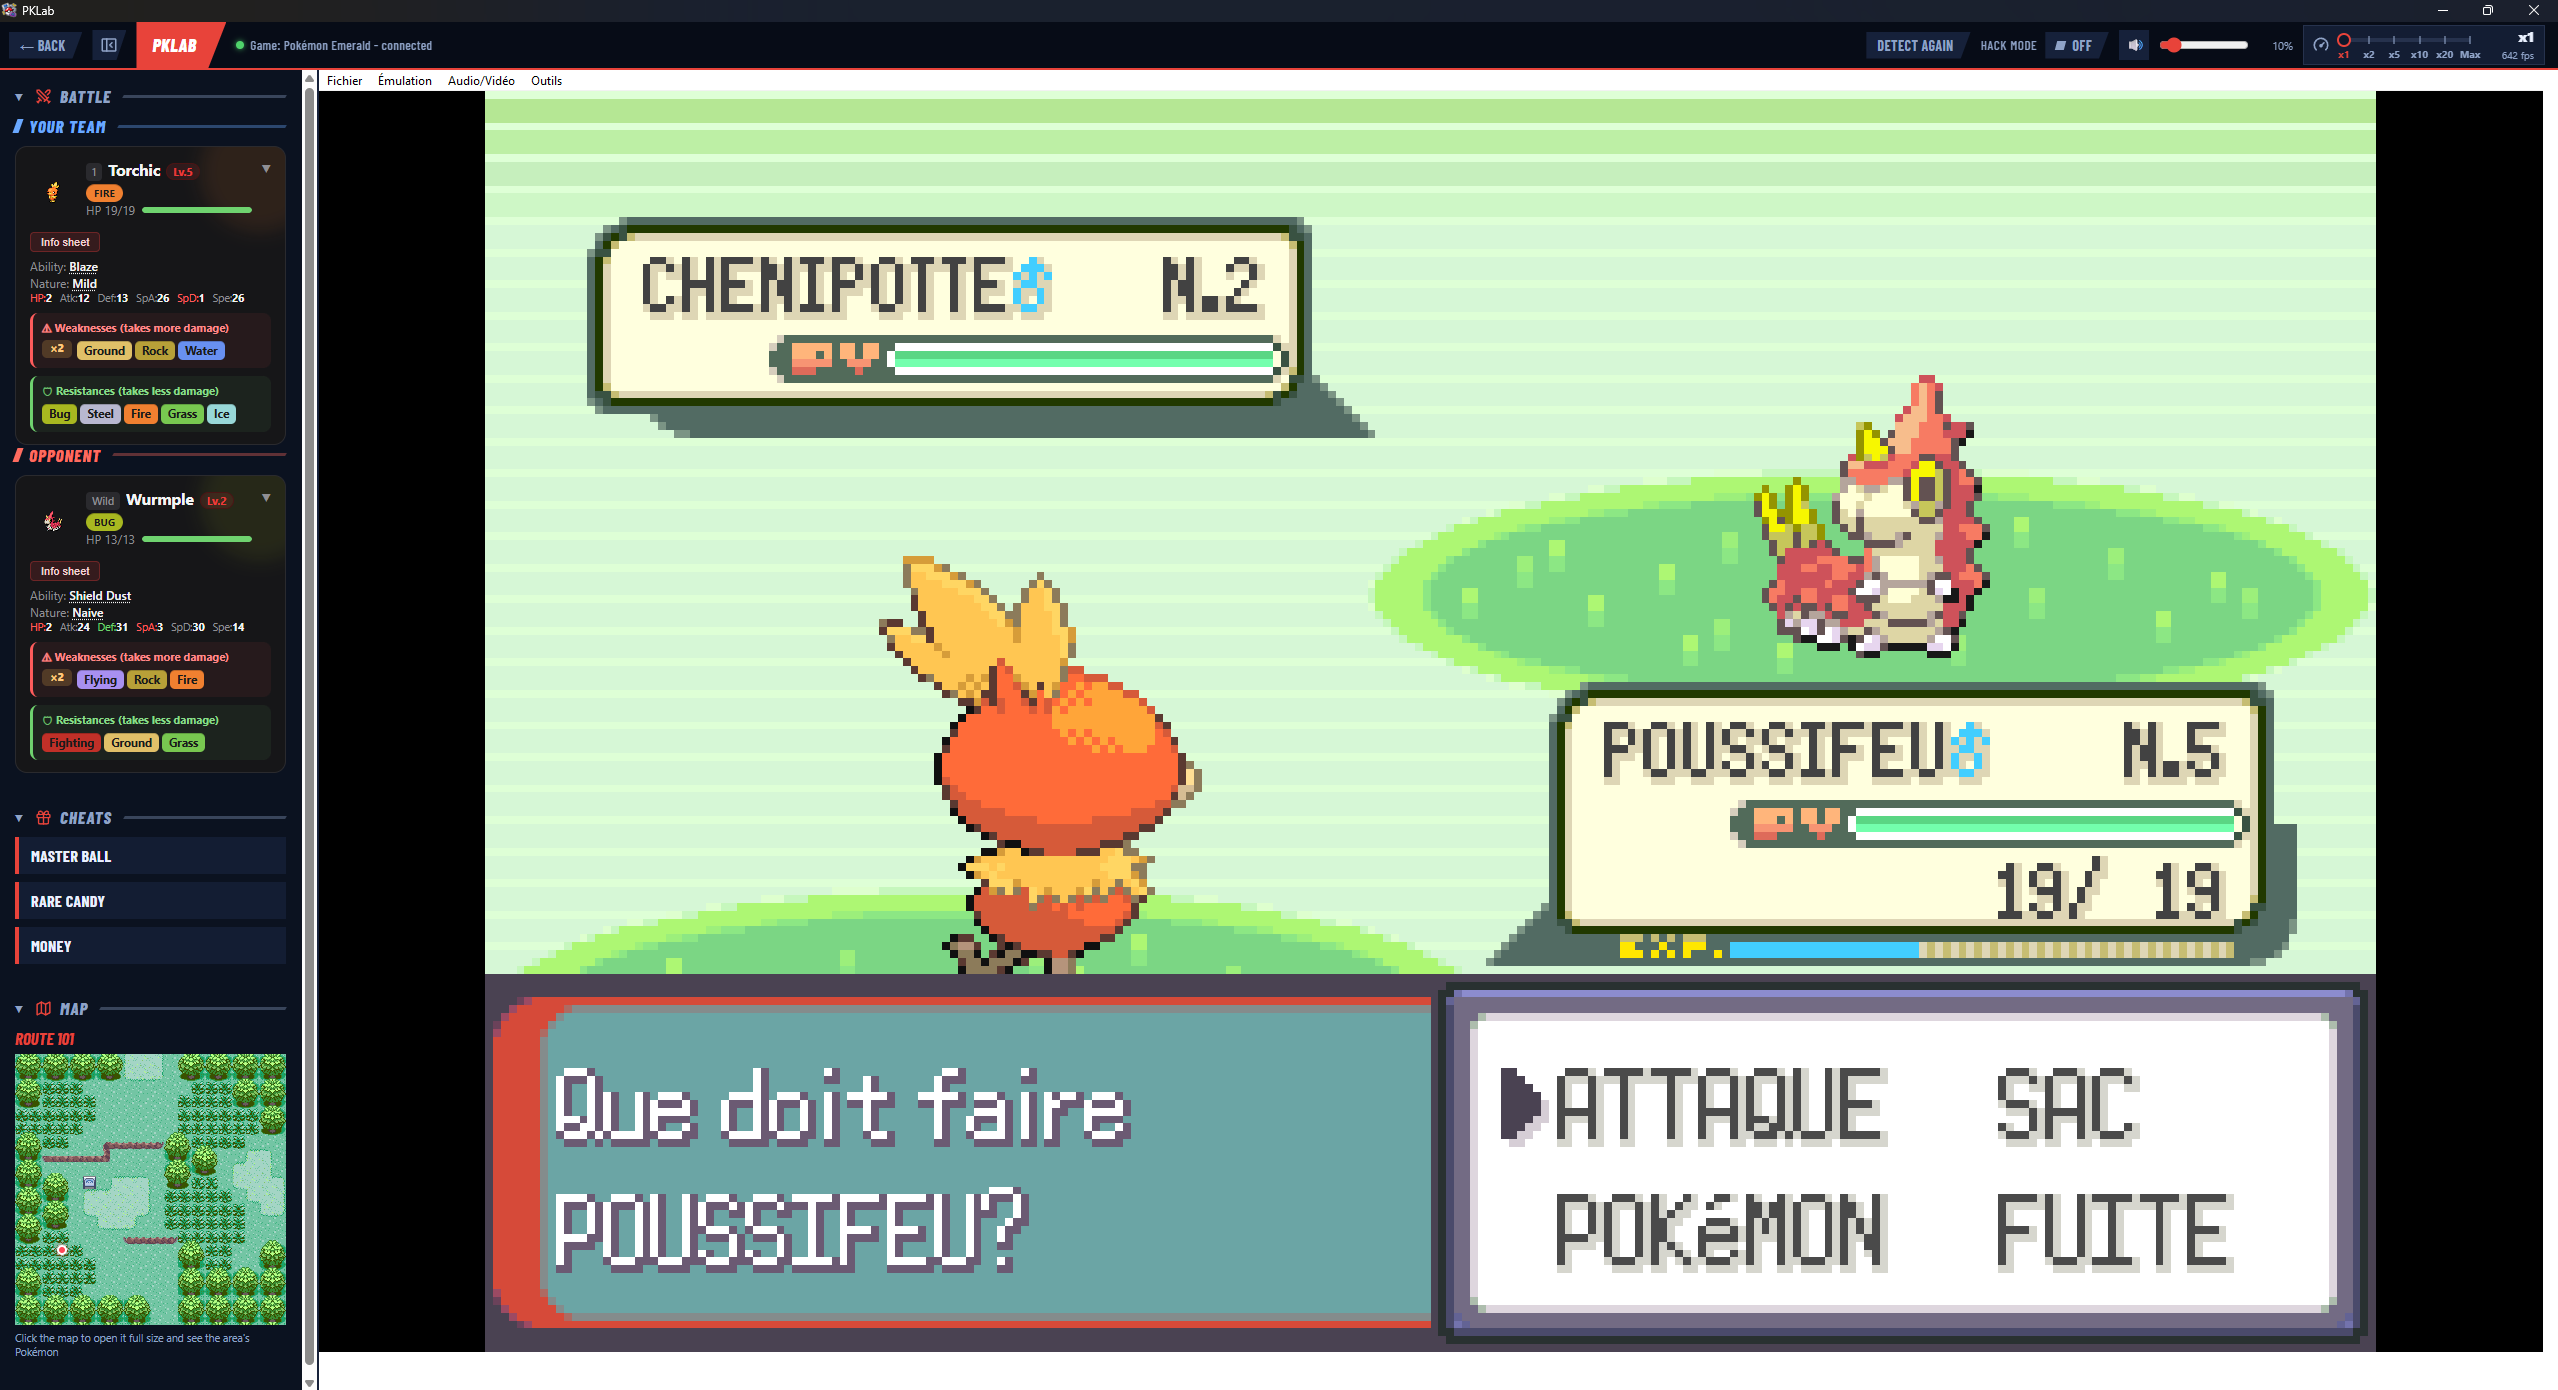 PKLab
← BACK
PKLAB
Game: Pokémon Emerald - connected
DETECT AGAIN
HACK MODE
OFF
10%
x1 x2 x5 x10 x20 Max
x1
642 fps
Fichier Émulation Audio/Vidéo Outils
BATTLE
YOUR TEAM
1 Torchic Lv.5
FIRE
HP 19/19
Info sheet
Ability: Blaze
Nature: Mild
HP:2 Atk:12 Def:13 SpA:26 SpD:1 Spe:26
Weaknesses (takes more damage)
×2 Ground Rock Water
Resistances (takes less damage)
Bug Steel Fire Grass Ice
OPPONENT
Wild Wurmple Lv.2
BUG
HP 13/13
Info sheet
Ability: Shield Dust
Nature: Naive
HP:2 Atk:24 Def:31 SpA:3 SpD:30 Spe:14
Weaknesses (takes more damage)
×2 Flying Rock Fire
Resistances (takes less damage)
Fighting Ground Grass
CHEATS
MASTER BALL
RARE CANDY
MONEY
MAP
ROUTE 101
Click the map to open it full size and see the area's
Pokémon
CHENIPOTTE♂ N.2
PV
POUSSIFEU♂ N.5
PV
19/ 19
EXP.
Que doit faire
POUSSIFEU?
ATTAQUE SAC
POKéMON FUITE